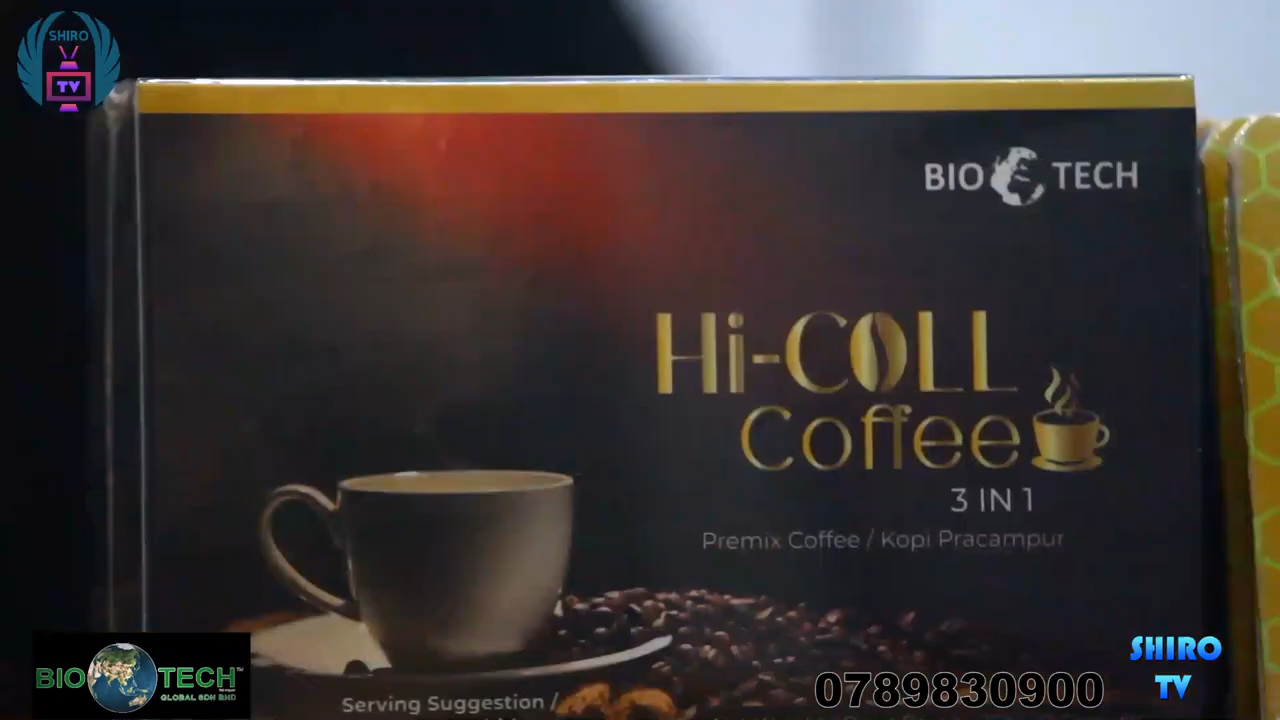 SHIRO
TV
BIO TECH
Hi-COLL
Coffee
3 IN 1
Premix Coffee / Kopi Pracampur
Serving Suggestion /
BIO TECH™
GLOBAL SDN BHD
0789830900
SHIRO
TV